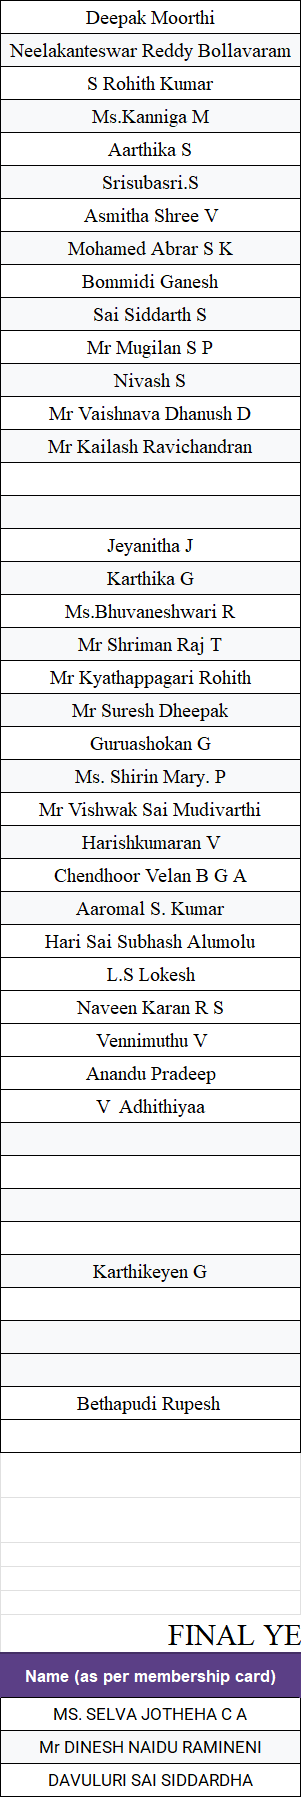 Deepak Moorthi
Neelakanteswar Reddy Bollavaram
S Rohith Kumar
Ms.Kanniga M
Aarthika S
Srisubasri.S
Asmitha Shree V
Mohamed Abrar S K
Bommidi Ganesh
Sai Siddarth S
Mr Mugilan S P
Nivash S
Mr Vaishnava Dhanush D
Mr Kailash Ravichandran
Jeyanitha J
Karthika G
Ms.Bhuvaneshwari R
Mr Shriman Raj T
Mr Kyathappagari Rohith
Mr Suresh Dheepak
Guruashokan G
Ms. Shirin Mary. P
Mr Vishwak Sai Mudivarthi
Harishkumaran V
Chendhoor Velan B G A
Aaromal S. Kumar
Hari Sai Subhash Alumolu
L.S Lokesh
Naveen Karan R S
Vennimuthu V
Anandu Pradeep
V  Adhithiyaa
Karthikeyen G
Bethapudi Rupesh
FINAL YE
Name (as per membership card)
MS. SELVA JOTHEHA C A
Mr DINESH NAIDU RAMINENI
DAVULURI SAI SIDDARDHA